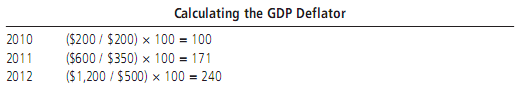 Calculating the GDP Deflator
2010 ($200 / $200) × 100 = 100
2011 ($600 / $350) × 100 = 171
2012 ($1,200 / $500) × 100 = 240